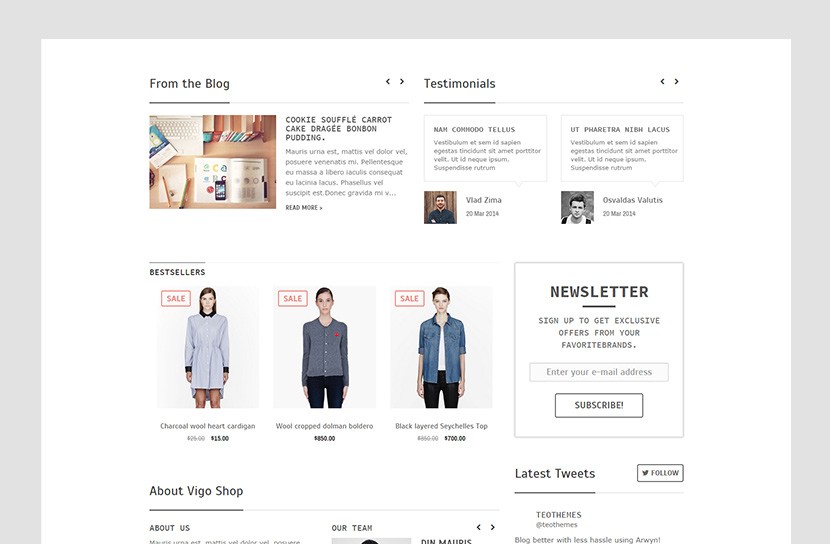 From the Blog
COOKIE SOUFFLÉ CARROT
CAKE DRAGÉE BONBON
PUDDING.
Mauris urna est, mattis vel dolor vel,
posuere venenatis mi. Pellentesque
eu massa a libero iaculis consequat
eu lacinia lacus. Phasellus vel
suscipit est.Donec gravida mi v...
READ MORE »
Testimonials
NAM COMMODO TELLUS
Vestibulum et sem id sapien
egestas tincidunt sit amet porttitor
velit. Ut id neque ipsum.
Suspendisse rutrum
Vlad Zima
20 Mar 2014
UT PHARETRA NIBH LACUS
Vestibulum et sem id sapien
egestas tincidunt sit amet porttitor
velit. Ut id neque ipsum.
Suspendisse rutrum
Osvaldas Valutis
20 Mar 2014
BESTSELLERS
SALE
Charcoal wool heart cardigan
$25.00 $15.00
SALE
Wool cropped dolman boldero
$850.00
SALE
Black layered Seychelles Top
$850.00 $700.00
NEWSLETTER
SIGN UP TO GET EXCLUSIVE
OFFERS FROM YOUR
FAVORITEBRANDS.
Enter your e-mail address
SUBSCRIBE!
About Vigo Shop
ABOUT US
Mauris urna est, mattis vel dolor vel, posuere
OUR TEAM
DIN MAURIS
Latest Tweets
FOLLOW
TEOTHEMES
@teothemes
Blog better with less hassle using Arwyn!